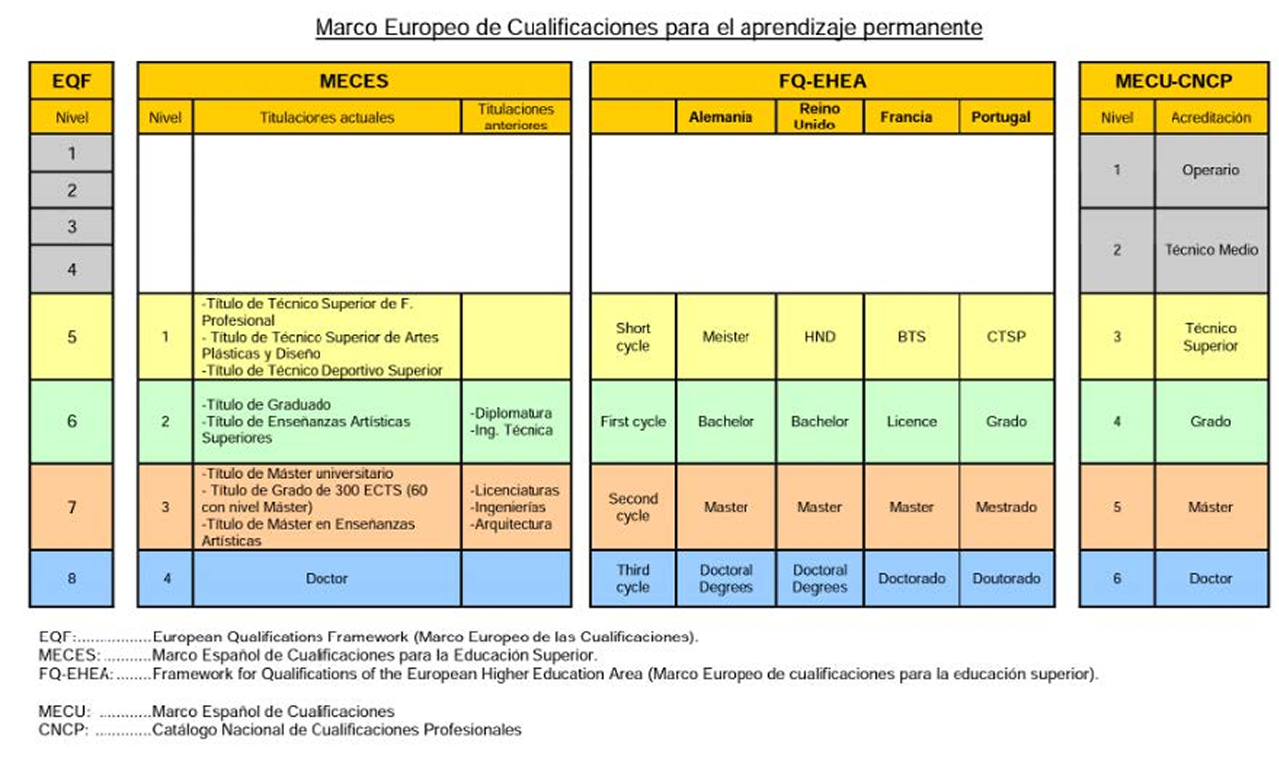 Marco Europeo de Cualificaciones para el aprendizaje permanente
EQF MECES FQ-EHEA MECU-CNCP
Nivel Nivel Titulaciones actuales Titulaciones anteriores Alemania Reino Unido Francia Portugal Nivel Acreditación
1
2
1 Operario
3
4
2 Técnico Medio
5
1
-Título de Técnico Superior de F.
Profesional
- Título de Técnico Superior de Artes
Plásticas y Diseño
-Título de Técnico Deportivo Superior
Short
cycle
Meister
HND
BTS
CTSP
3
Técnico
Superior
6
2
-Título de Graduado
-Título de Enseñanzas Artísticas
Superiores
-Diplomatura
-Ing. Técnica
First cycle
Bachelor
Bachelor
Licence
Grado
4
Grado
7
3
-Título de Máster universitario
- Título de Grado de 300 ECTS (60
con nivel Máster)
-Título de Máster en Enseñanzas
Artísticas
-Licenciaturas
-Ingenierías
-Arquitectura
Second
cycle
Master
Master
Master
Mestrado
5
Máster
8
4
Doctor
Third
cycle
Doctoral
Degrees
Doctoral
Degrees
Doctorado
Doutorado
6
Doctor
EQF:.................European Qualifications Framework (Marco Europeo de las Cualificaciones).
MECES: ...........Marco Español de Cualificaciones para la Educación Superior.
FQ-EHEA: ........Framework for Qualifications of the European Higher Education Area (Marco Europeo de cualificaciones para la educación superior).
MECU: ............Marco Español de Cualificaciones
CNCP: .............Catálogo Nacional de Cualificaciones Profesionales